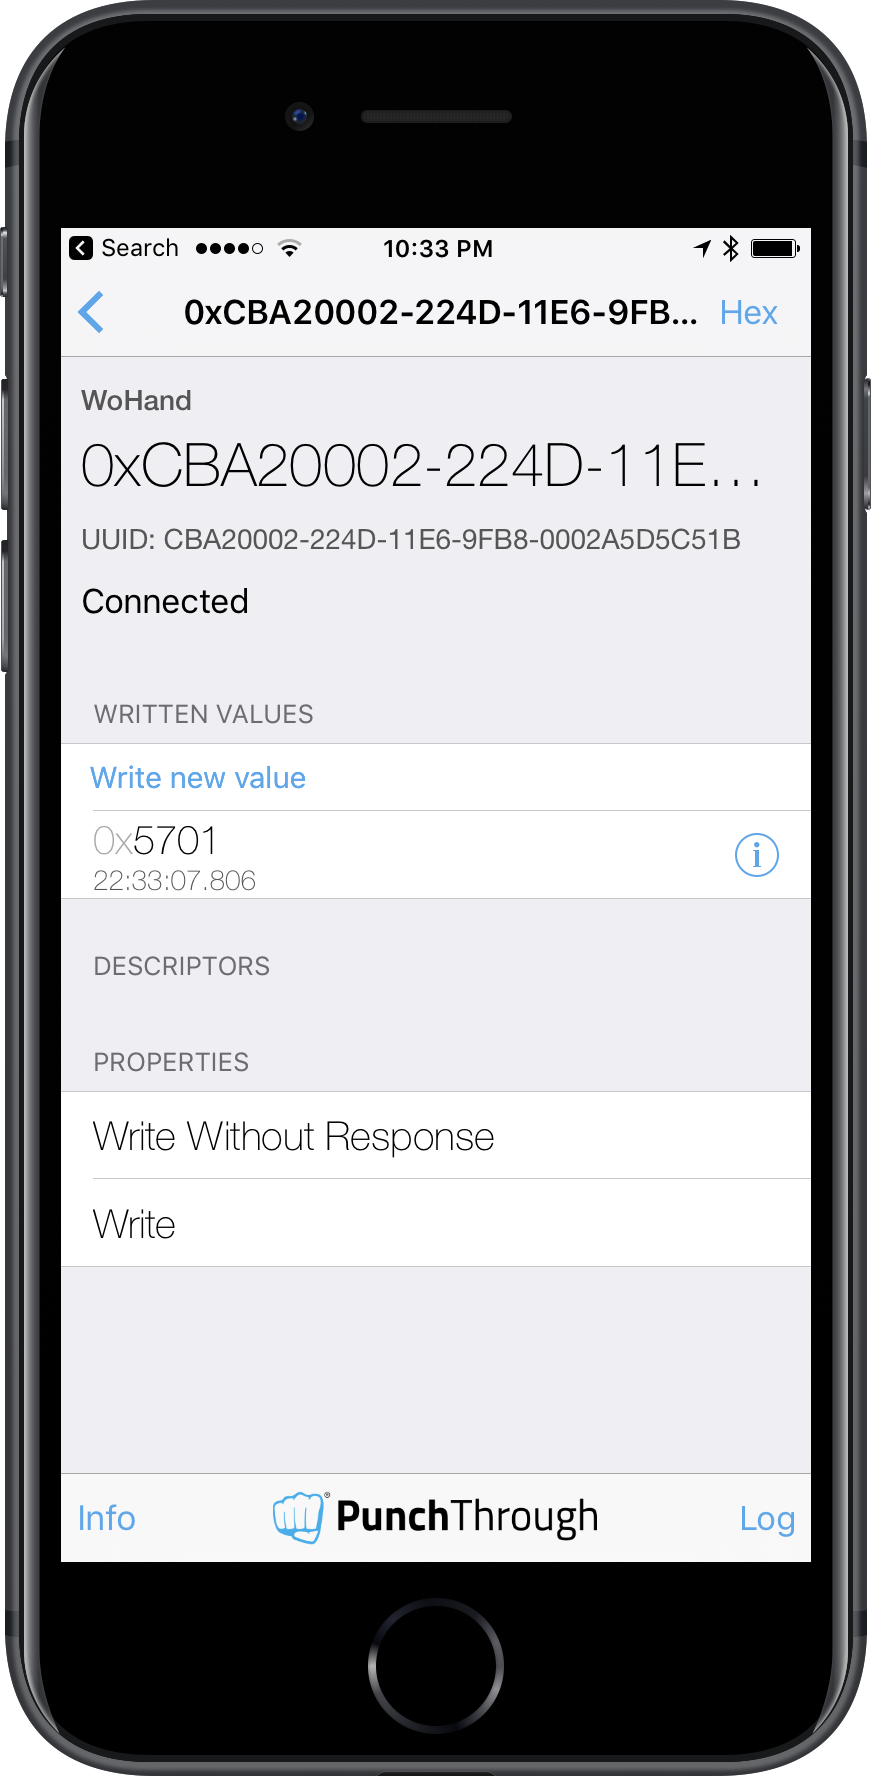 Search 10:33 PM
0xCBA20002-224D-11E6-9FB... Hex
WoHand
0xCBA20002-224D-11E...
UUID: CBA20002-224D-11E6-9FB8-0002A5D5C51B
Connected
WRITTEN VALUES
Write new value
0x5701
22:33:07.806
DESCRIPTORS
PROPERTIES
Write Without Response
Write
Info PunchThrough® Log